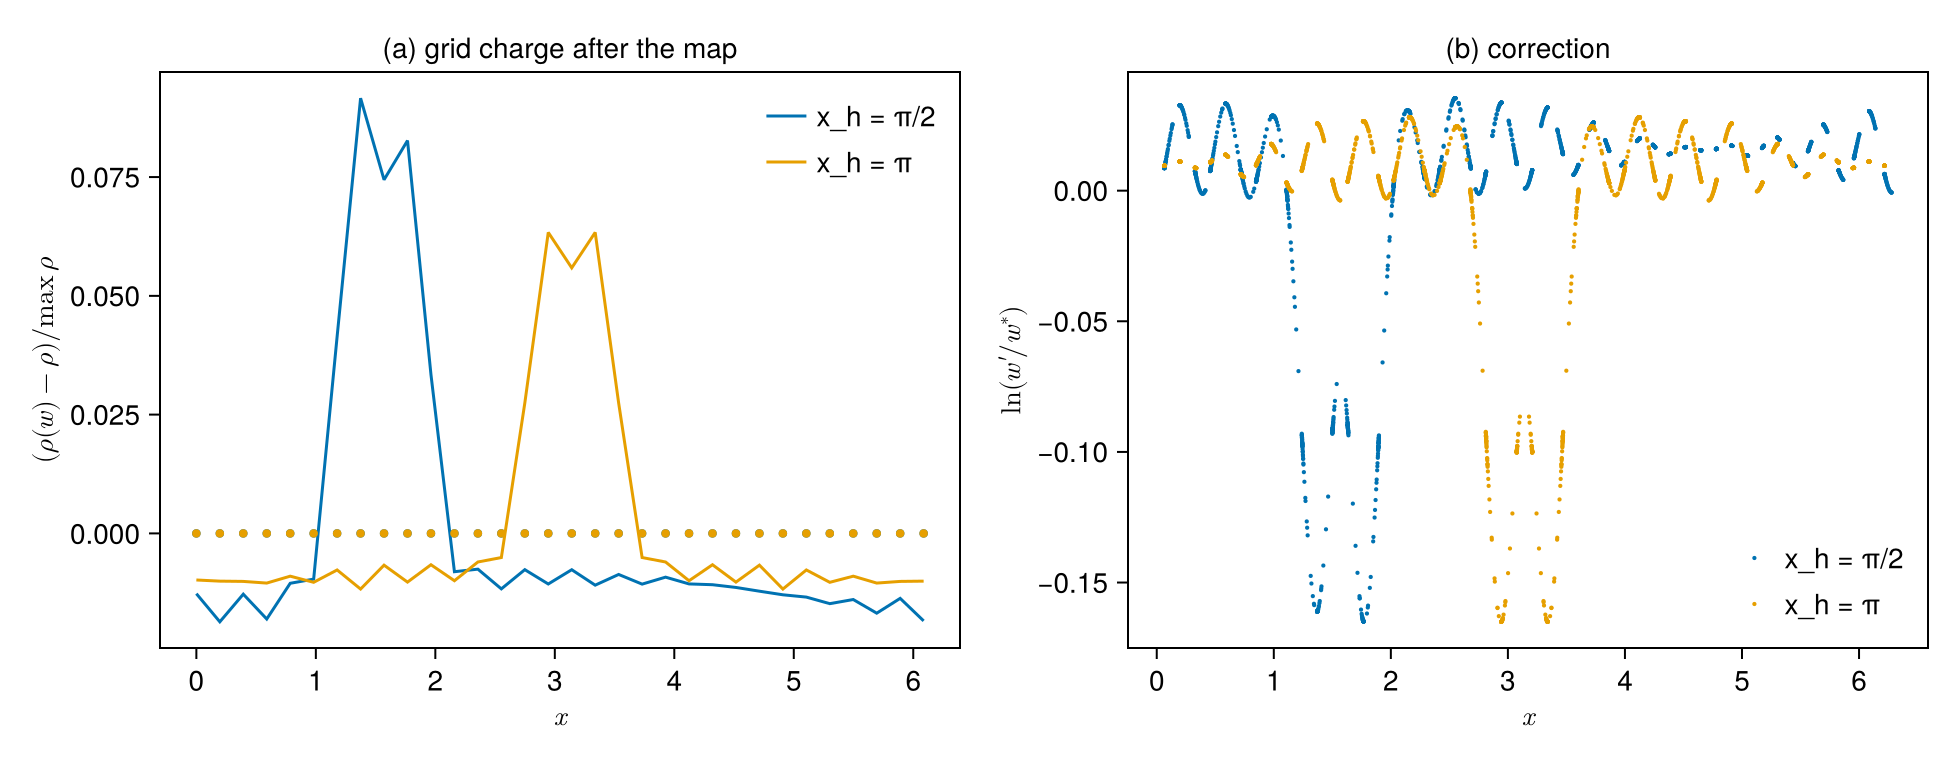 (a) grid charge after the map
(ρ(w) − ρ)/max ρ
0.075
0.050
0.025
0.000
x_h = π/2
x_h = π
0 1 2 3 4 5 6
x
(b) correction
ln(w′/w*)
0.00
−0.05
−0.10
−0.15
x_h = π/2
x_h = π
0 1 2 3 4 5 6
x